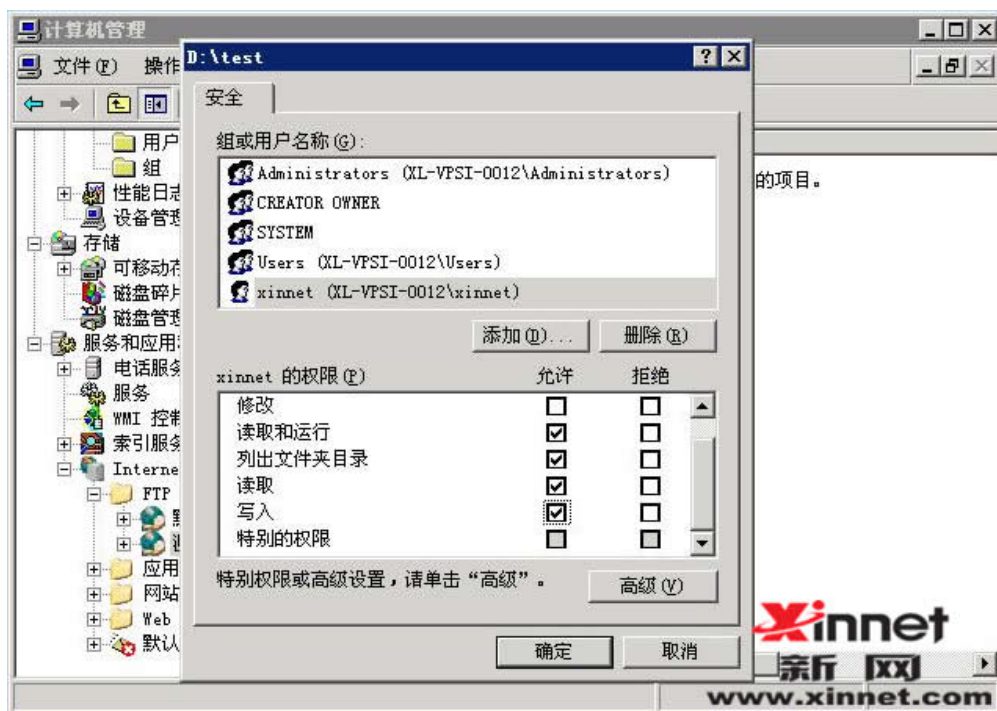 计算机管理
文件(F) 操作
D:\test
安全
组或用户名称(G):
Administrators (XL-VPSI-0012\Administrators)
CREATOR OWNER
SYSTEM
Users (XL-VPSI-0012\Users)
xinnet (XL-VPSI-0012\xinnet)
添加(D)... 删除(R)
xinnet 的权限(P) 允许 拒绝
修改
读取和运行
列出文件夹目录
读取
写入
特别的权限
特别权限或高级设置,请单击“高级”。
高级(V)
确定 取消
用户
组
性能日志
设备管理
存储
可移动存
磁盘碎片
磁盘管理
服务和应用
电话服务
服务
WMI 控制
索引服务
Interne
FTP
应用
网站
Web
默认
的项目。
Xinnet
新网
www.xinnet.com